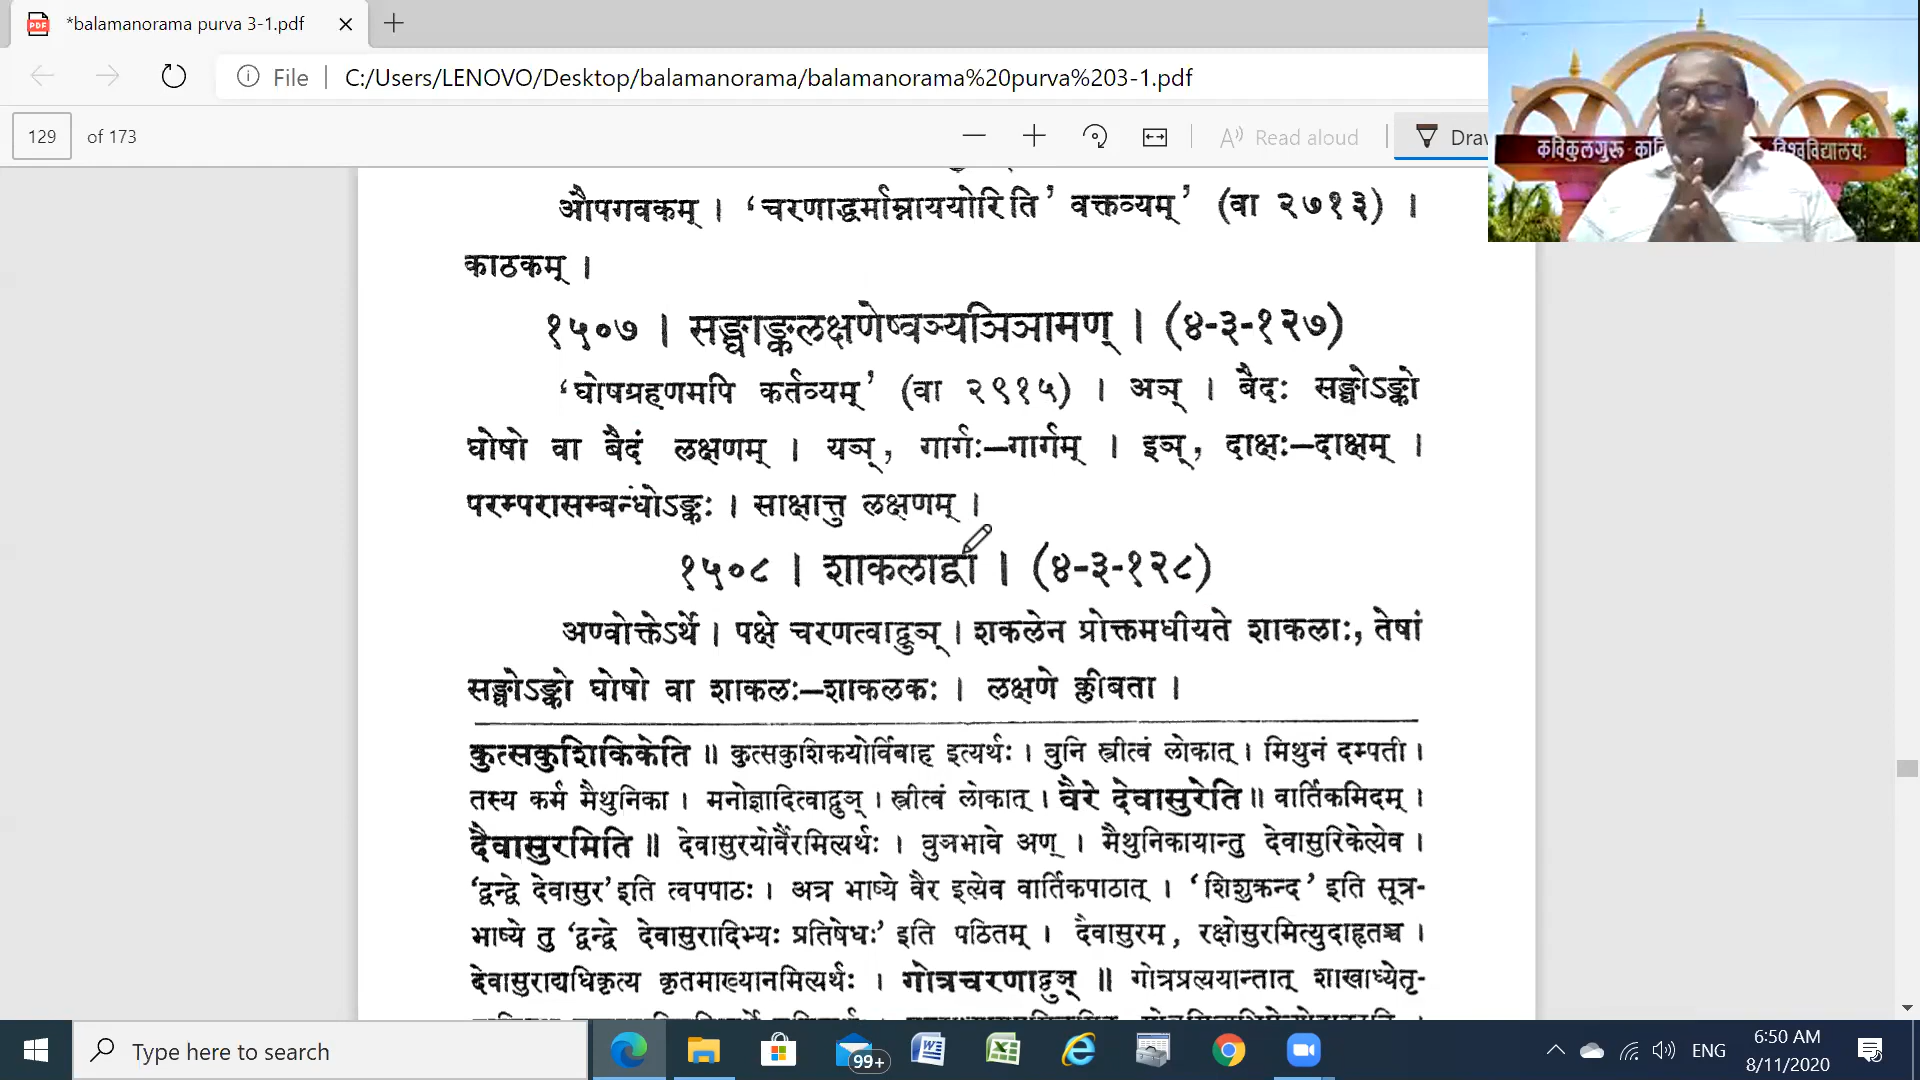 *balamanorama purva 3-1.pdf
File | C:/Users/LENOVO/Desktop/balamanorama/balamanorama%20purva%203-1.pdf
129 of 173
Read aloud
Draw
कविकुलगुरू विश्वविद्यालयः
औपगवकम् । ‘चरणाद्धर्माम्नाययोरिति’ वक्तव्यम्’ (वा २७१३) ।
काठकम् ।
१५०७ । सङ्घाङ्कलक्षणेष्वञ्यञिञामण् । (४-३-१२७)
‘घोषग्रहणमपि कर्तव्यम्’ (वा २९१५) । अञ् । बैदः सङ्घोऽङ्को
घोषो वा बैदं लक्षणम् । यञ्, गार्गः—गार्गम् । इञ्, दाक्षः—दाक्षम् ।
परम्परासम्बन्धोऽङ्कः । साक्षात्तु लक्षणम् ।
१५०८ । शाकलाद्वा । (४-३-१२८)
अण्वोक्तेऽर्थे । पक्षे चरणत्वाद्वुञ् । शकलेन प्रोक्तमधीयते शाकलाः, तेषां
सङ्घोऽङ्को घोषो वा शाकलः—शाकलकः । लक्षणे क्लीबता ।
कुत्सकुशिकिकेति ॥ कुत्सकुशिकयोर्विवाह इत्यर्थः । वुनि स्त्रीत्वं लोकात् । मिथुनं दम्पती ।
तस्य कर्म मैथुनिका । मनोज्ञादित्वाद्वुञ् । स्त्रीत्वं लोकात् । वैरे देवासुरेति ॥ वार्तिकमिदम् ।
दैवासुरमिति ॥ देवासुरयोर्वैरमित्यर्थः । वुञभावे अण् । मैथुनिकायान्तु देवासुरिकेत्येव ।
‘द्वन्द्वे देवासुर’ इति त्वपपाठः । अत्र भाष्ये वैर इत्येव वार्तिकपाठात् । ‘शिशुक्रन्द’ इति सूत्र-
भाष्ये तु ‘द्वन्द्वे देवासुरादिभ्यः प्रतिषेधः’ इति पठितम् । दैवासुरम्, रक्षोसुरमित्युदाहृतञ्च ।
देवासुराद्यधिकृत्य कृतमाख्यानमित्यर्थः । गोत्रचरणाद्वुञ् ॥ गोत्रप्रत्ययान्तात् शाखाध्येतृ-
Type here to search
99+
ENG
6:50 AM
8/11/2020